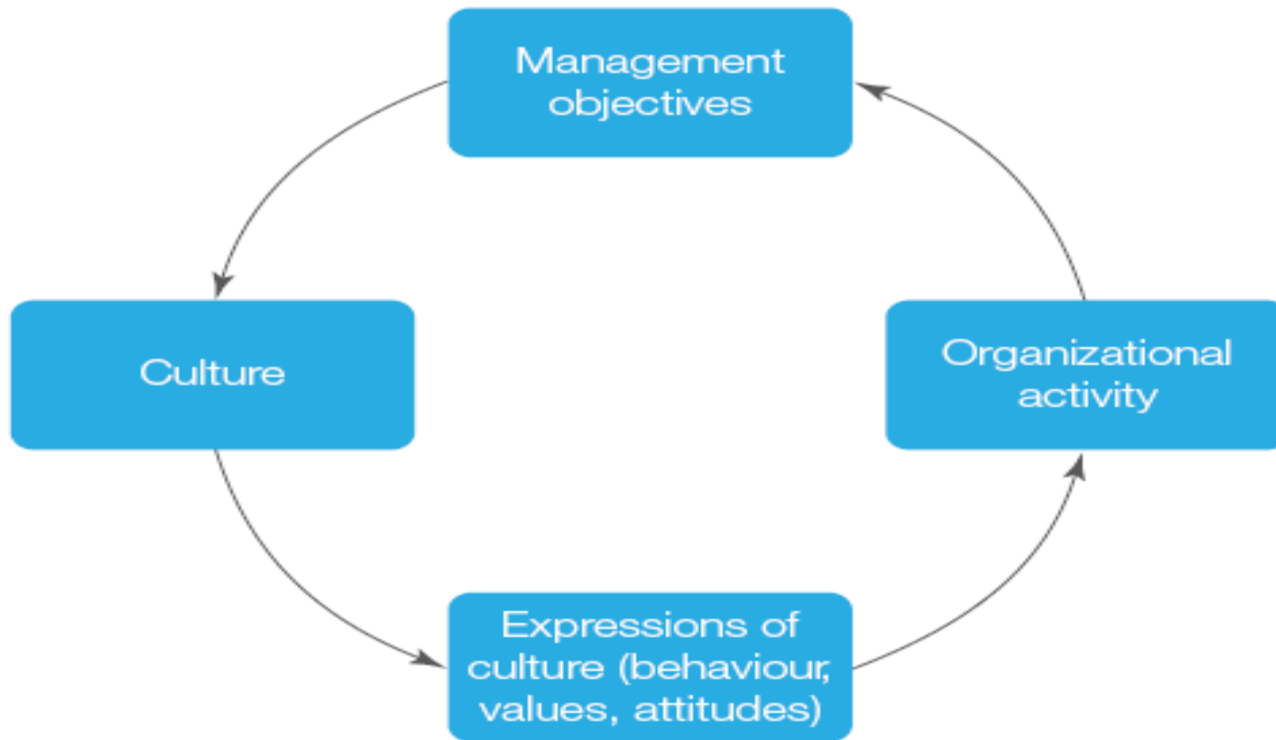 Management
objectives
Culture
Organizational
activity
Expressions of
culture (behaviour,
values, attitudes)